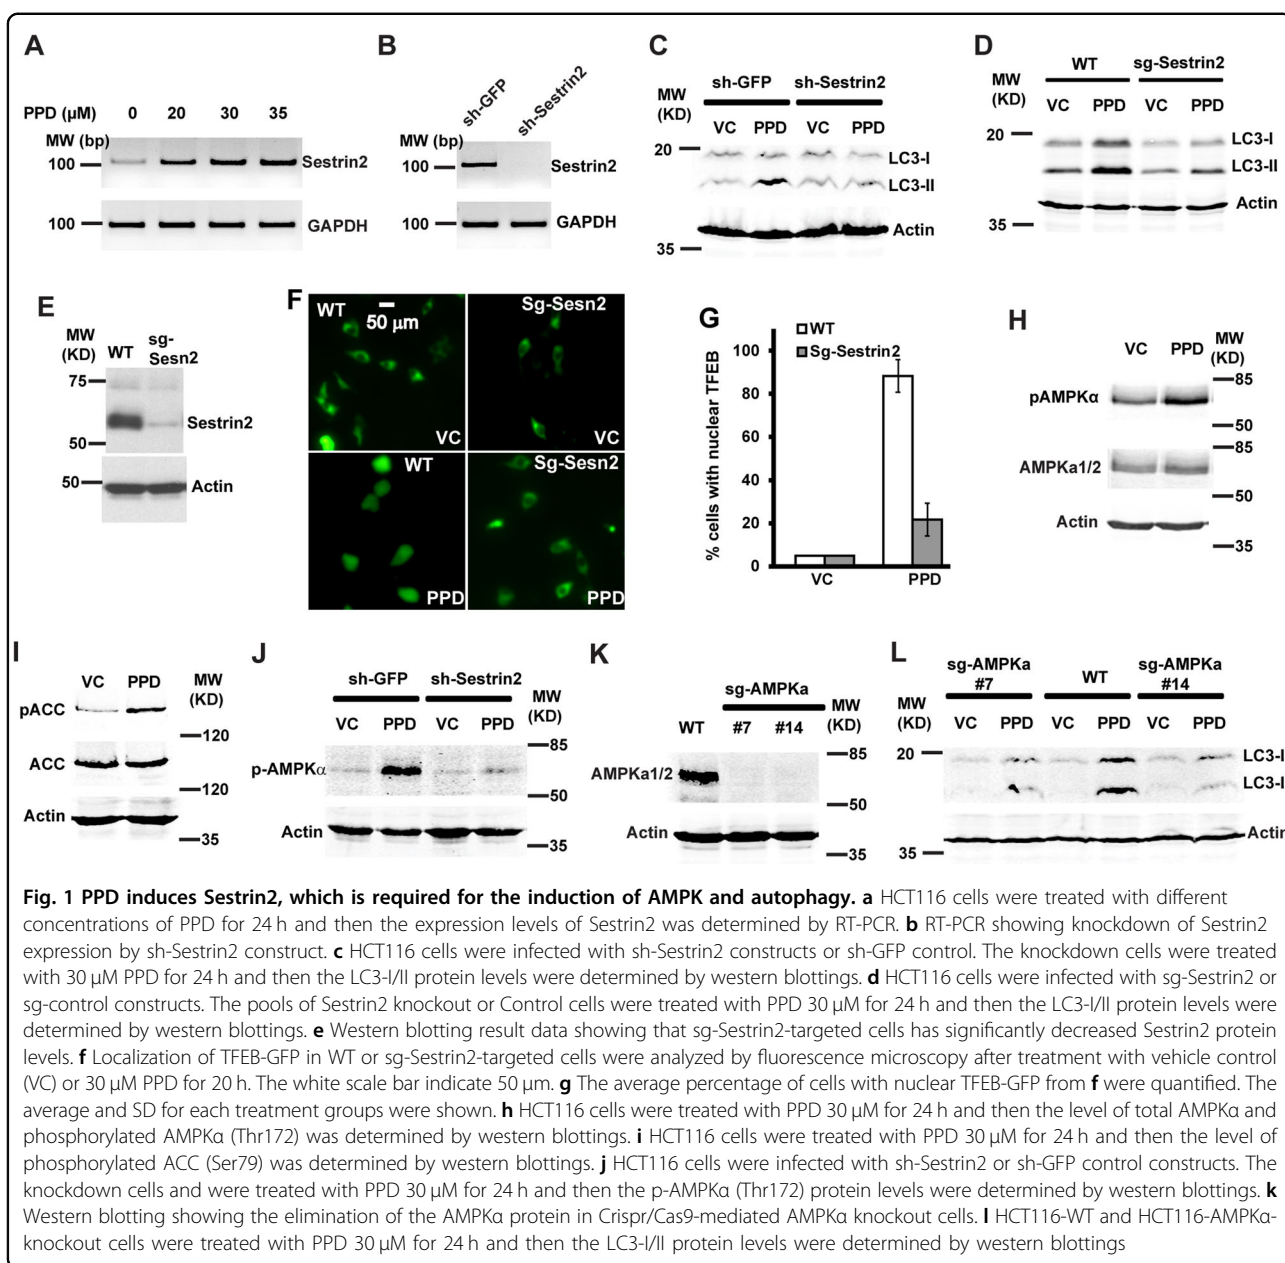 A
PPD (µM) 0 20 30 35
MW (bp)
100 Sestrin2
100 GAPDH
B
sh-GFP sh-Sestrin2
MW (bp)
100 Sestrin2
100 GAPDH
C
sh-GFP sh-Sestrin2
MW
(KD)
VC PPD VC PPD
20
LC3-I
LC3-II
Actin
35
D
WT sg-Sestrin2
MW
(KD)
VC PPD VC PPD
20
LC3-I
LC3-II
Actin
35
E
MW
(KD)
WT sg-
Sesn2
75
Sestrin2
50
50
Actin
F
WT Sg-Sesn2
50 µm
VC VC
WT Sg-Sesn2
PPD PPD
G
WT
Sg-Sestrin2
% cells with nuclear TFEB
100
80
60
40
20
0
VC PPD
H
VC PPD
MW
(KD)
85
pAMPKα
50
85
AMPKa1/2
50
Actin
35
I
VC PPD
MW
(KD)
pACC
120
ACC
120
Actin
35
J
sh-GFP sh-Sestrin2
VC PPD VC PPD
MW
(KD)
85
p-AMPKα
50
Actin
35
K
sg-AMPKa
WT #7 #14
MW
(KD)
85
AMPKa1/2
50
Actin
35
L
sg-AMPKa
#7
WT
sg-AMPKa
#14
MW
(KD)
VC PPD VC PPD VC PPD
20
LC3-I
LC3-I
Actin
35
Fig. 1 PPD induces Sestrin2, which is required for the induction of AMPK and autophagy. a HCT116 cells were treated with different
concentrations of PPD for 24 h and then the expression levels of Sestrin2 was determined by RT-PCR. b RT-PCR showing knockdown of Sestrin2
expression by sh-Sestrin2 construct. c HCT116 cells were infected with sh-Sestrin2 constructs or sh-GFP control. The knockdown cells were treated
with 30 µM PPD for 24 h and then the LC3-I/II protein levels were determined by western blottings. d HCT116 cells were infected with sg-Sestrin2 or
sg-control constructs. The pools of Sestrin2 knockout or Control cells were treated with PPD 30 µM for 24 h and then the LC3-I/II protein levels were
determined by western blottings. e Western blotting result data showing that sg-Sestrin2-targeted cells has significantly decreased Sestrin2 protein
levels. f Localization of TFEB-GFP in WT or sg-Sestrin2-targeted cells were analyzed by fluorescence microscopy after treatment with vehicle control
(VC) or 30 µM PPD for 20 h. The white scale bar indicate 50 µm. g The average percentage of cells with nuclear TFEB-GFP from f were quantified. The
average and SD for each treatment groups were shown. h HCT116 cells were treated with PPD 30 µM for 24 h and then the level of total AMPKα and
phosphorylated AMPKα (Thr172) was determined by western blottings. i HCT116 cells were treated with PPD 30 µM for 24 h and then the level of
phosphorylated ACC (Ser79) was determined by western blottings. j HCT116 cells were infected with sh-Sestrin2 or sh-GFP control constructs. The
knockdown cells and were treated with PPD 30 µM for 24 h and then the p-AMPKα (Thr172) protein levels were determined by western blottings. k
Western blotting showing the elimination of the AMPKα protein in Crispr/Cas9-mediated AMPKα knockout cells. l HCT116-WT and HCT116-AMPKα-
knockout cells were treated with PPD 30 µM for 24 h and then the LC3-I/II protein levels were determined by western blottings